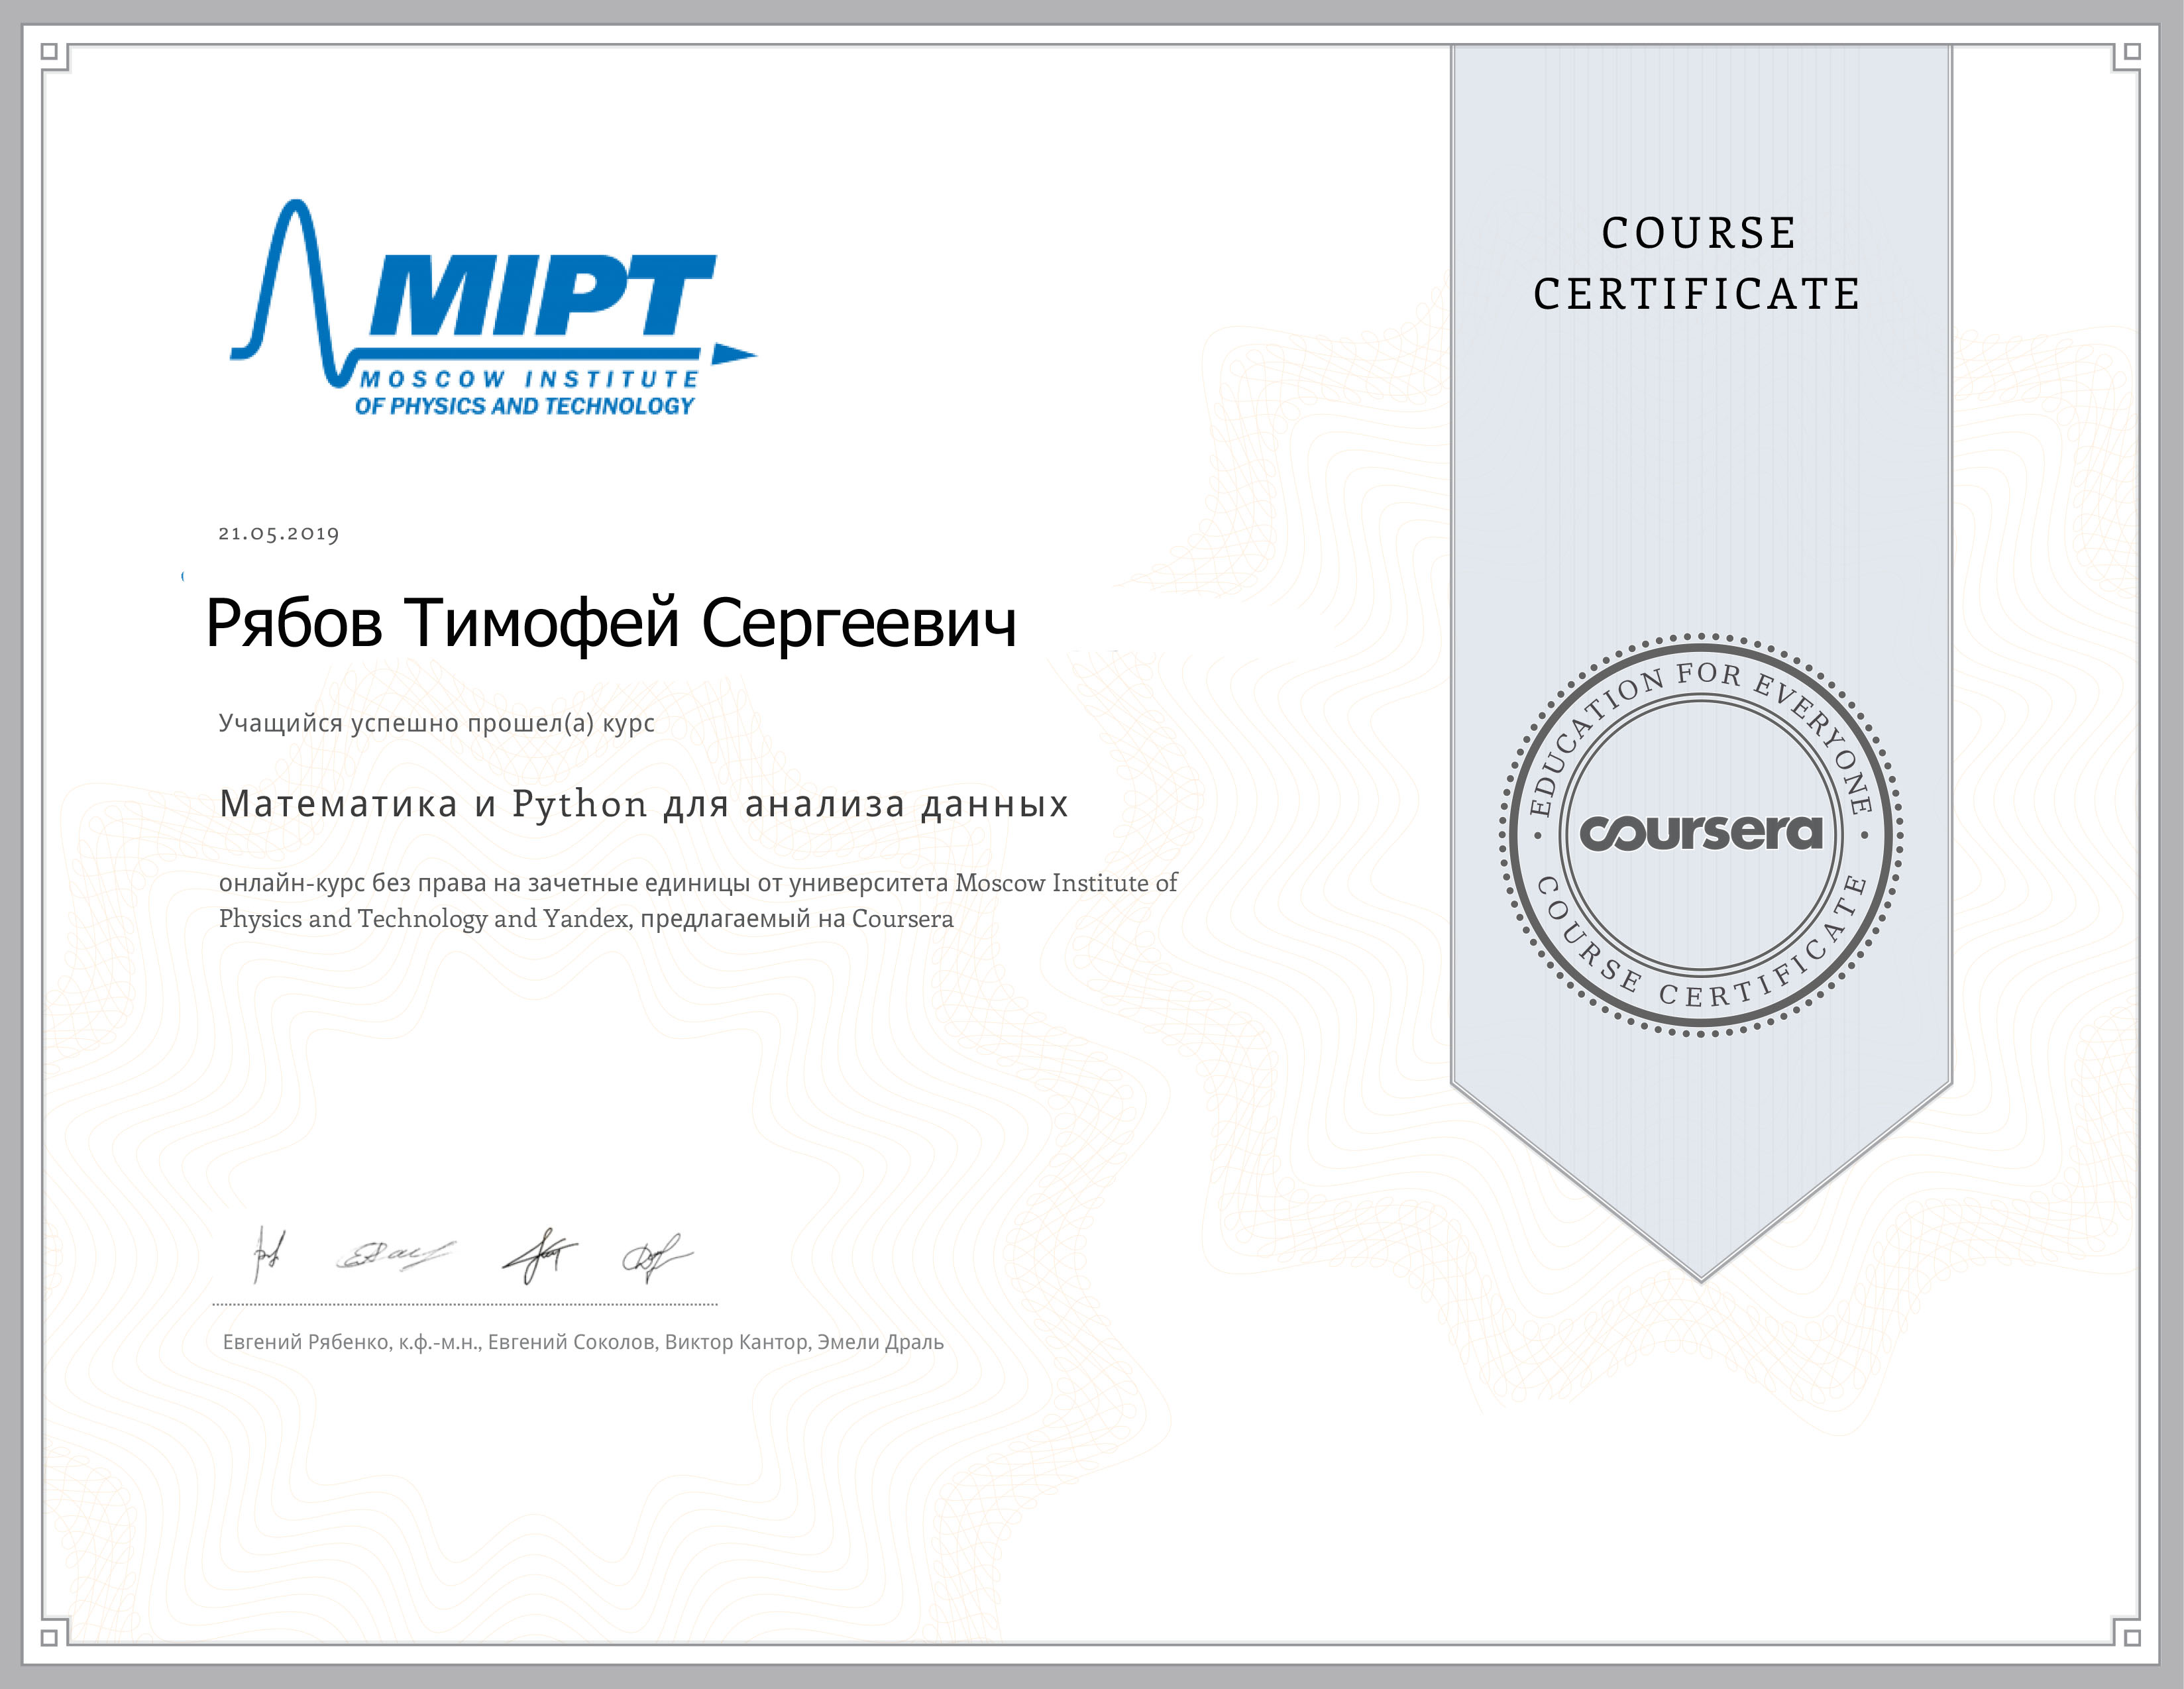 MIPT
MOSCOW INSTITUTE
OF PHYSICS AND TECHNOLOGY
21.05.2019
Рябов Тимофей Сергеевич
Учащийся успешно прошел(а) курс
Математика и Python для анализа данных
онлайн-курс без права на зачетные единицы от университета Moscow Institute of
Physics and Technology and Yandex, предлагаемый на Coursera
Евгений Рябенко, к.ф.-м.н., Евгений Соколов, Виктор Кантор, Эмели Драль
COURSE
CERTIFICATE
EDUCATION FOR EVERYONE
coursera
COURSE CERTIFICATE